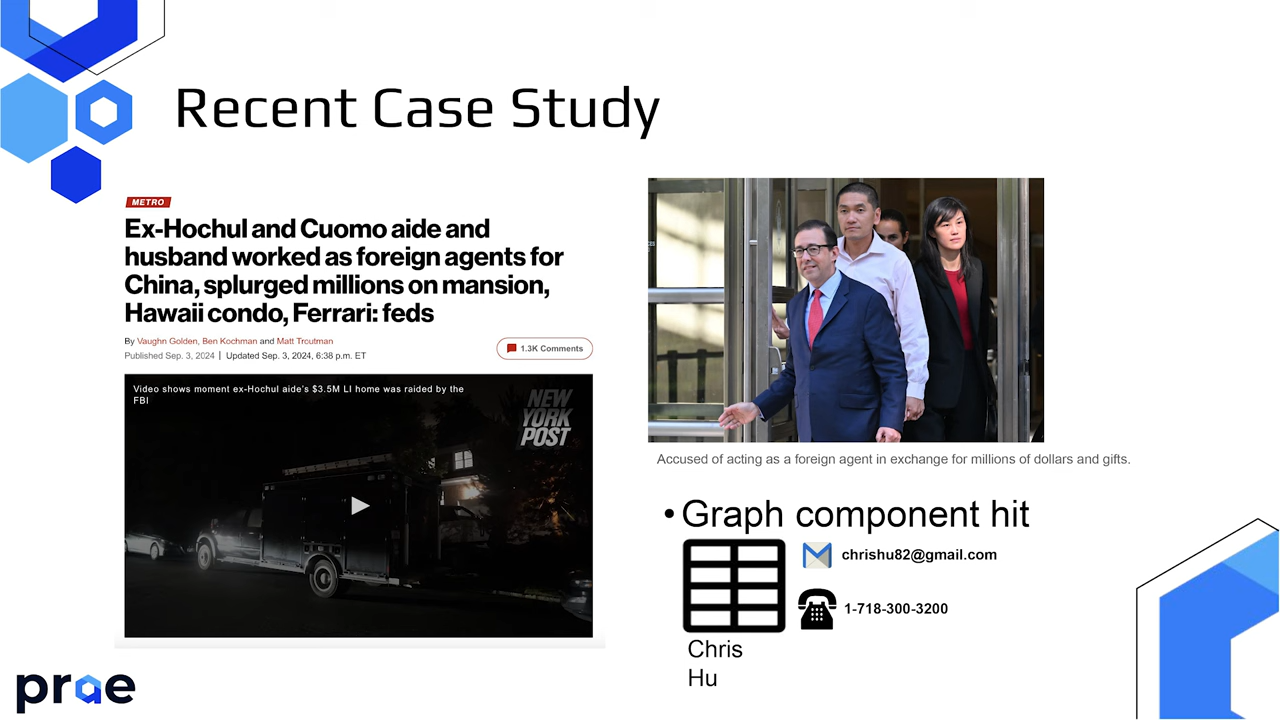 Recent Case Study
METRO
Ex-Hochul and Cuomo aide and
husband worked as foreign agents for
China, splurged millions on mansion,
Hawaii condo, Ferrari: feds
By Vaughn Golden, Ben Kochman and Matt Troutman
Published Sep. 3, 2024 | Updated Sep. 3, 2024, 6:38 p.m. ET
1.3K Comments
Video shows moment ex-Hochul aide's $3.5M LI home was raided by the
FBI
NEW
YORK
POST
Accused of acting as a foreign agent in exchange for millions of dollars and gifts.
• Graph component hit
chrishu82@gmail.com
1-718-300-3200
Chris
Hu
prae